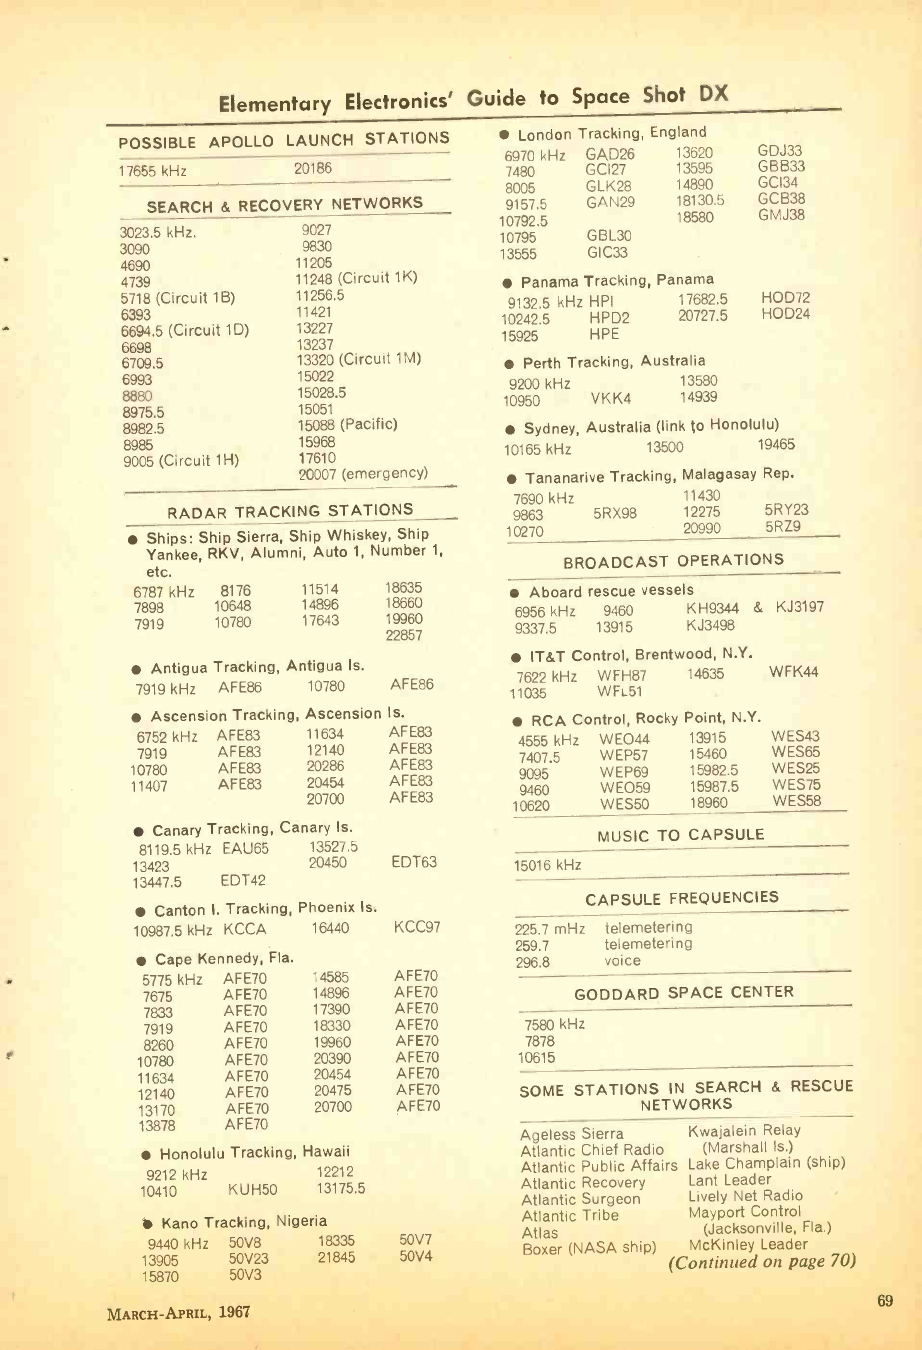 Elementary Electronics' Guide to Space Shot DX
POSSIBLE APOLLO LAUNCH STATIONS
17655 kHz 20186
SEARCH & RECOVERY NETWORKS
3023.5 kHz. 9027
3090 9830
4690 11205
4739 11248 (Circuit 1K)
5718 (Circuit 1B) 11256.5
6393 11421
6694.5 (Circuit 1D) 13227
6698 13237
6709.5 13320 (Circuit 1M)
6993 15022
8880 15028.5
8975.5 15051
8982.5 15088 (Pacific)
8985 15968
9005 (Circuit 1H) 17610
20007 (emergency)
RADAR TRACKING STATIONS
● Ships: Ship Sierra, Ship Whiskey, Ship
Yankee, RKV, Alumni, Auto 1, Number 1,
etc.
6787 kHz 8176 11514 18635
7898 10648 14896 18660
7919 10780 17643 19960
22857
● Antigua Tracking, Antigua Is.
7919 kHz AFE86 10780 AFE86
● Ascension Tracking, Ascension Is.
6752 kHz AFE83 11634 AFE83
7919 AFE83 12140 AFE83
10780 AFE83 20286 AFE83
11407 AFE83 20454 AFE83
20700 AFE83
● Canary Tracking, Canary Is.
8119.5 kHz EAU65 13527.5
13423 20450 EDT63
13447.5 EDT42
● Canton I. Tracking, Phoenix Is.
10987.5 kHz KCCA 16440 KCC97
● Cape Kennedy, Fla.
5775 kHz AFE70 14585 AFE70
7675 AFE70 14896 AFE70
7833 AFE70 17390 AFE70
7919 AFE70 18330 AFE70
8260 AFE70 19960 AFE70
10780 AFE70 20390 AFE70
11634 AFE70 20454 AFE70
12140 AFE70 20475 AFE70
13170 AFE70 20700 AFE70
13878 AFE70
● Honolulu Tracking, Hawaii
9212 kHz 12212
10410 KUH50 13175.5
● Kano Tracking, Nigeria
9440 kHz 50V8 18335 50V7
13905 50V23 21845 50V4
15870 50V3
● London Tracking, England
6970 kHz GAD26 13620 GDJ33
7480 GCI27 13595 GBB33
8005 GLK28 14890 GCI34
9157.5 GAN29 18130.5 GCB38
10792.5 18580 GMJ38
10795 GBL30
13555 GIC33
● Panama Tracking, Panama
9132.5 kHz HPI 17682.5 HOD72
10242.5 HPD2 20727.5 HOD24
15925 HPE
● Perth Tracking, Australia
9200 kHz 13580
10950 VKK4 14939
● Sydney, Australia (link to Honolulu)
10165 kHz 13500 19465
● Tananarive Tracking, Malagasay Rep.
7690 kHz 11430
9863 5RX98 12275 5RY23
10270 20990 5RZ9
BROADCAST OPERATIONS
● Aboard rescue vessels
6956 kHz 9460 KH9344 & KJ3197
9337.5 13915 KJ3498
● IT&T Control, Brentwood, N.Y.
7622 kHz WFH87 14635 WFK44
11035 WFL51
● RCA Control, Rocky Point, N.Y.
4555 kHz WEO44 13915 WES43
7407.5 WEP57 15460 WES65
9095 WEP69 15982.5 WES25
9460 WEO59 15987.5 WES75
10620 WES50 18960 WES58
MUSIC TO CAPSULE
15016 kHz
CAPSULE FREQUENCIES
225.7 mHz telemetering
259.7 telemetering
296.8 voice
GODDARD SPACE CENTER
7580 kHz
7878
10615
SOME STATIONS IN SEARCH & RESCUE
NETWORKS
Ageless Sierra Kwajalein Relay
Atlantic Chief Radio (Marshall Is.)
Atlantic Public Affairs Lake Champlain (ship)
Atlantic Recovery Lant Leader
Atlantic Surgeon Lively Net Radio
Atlantic Tribe Mayport Control
Atlas (Jacksonville, Fla.)
Boxer (NASA ship) McKinley Leader
(Continued on page 70)
MARCH-APRIL, 1967
69